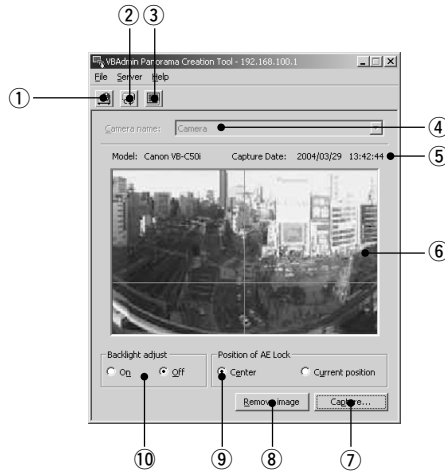 ② ③
VBAdmin Panorama Creation Tool - 192.168.100.1
File Server Help
①
Camera name: Camera ④
Model: Canon VB-C50i Capture Date: 2004/03/29 13:42:44 ⑤
⑥
Backlight adjust Position of AE Lock
On Off Center Current position
Remove image Capture...
⑩ ⑨ ⑧ ⑦